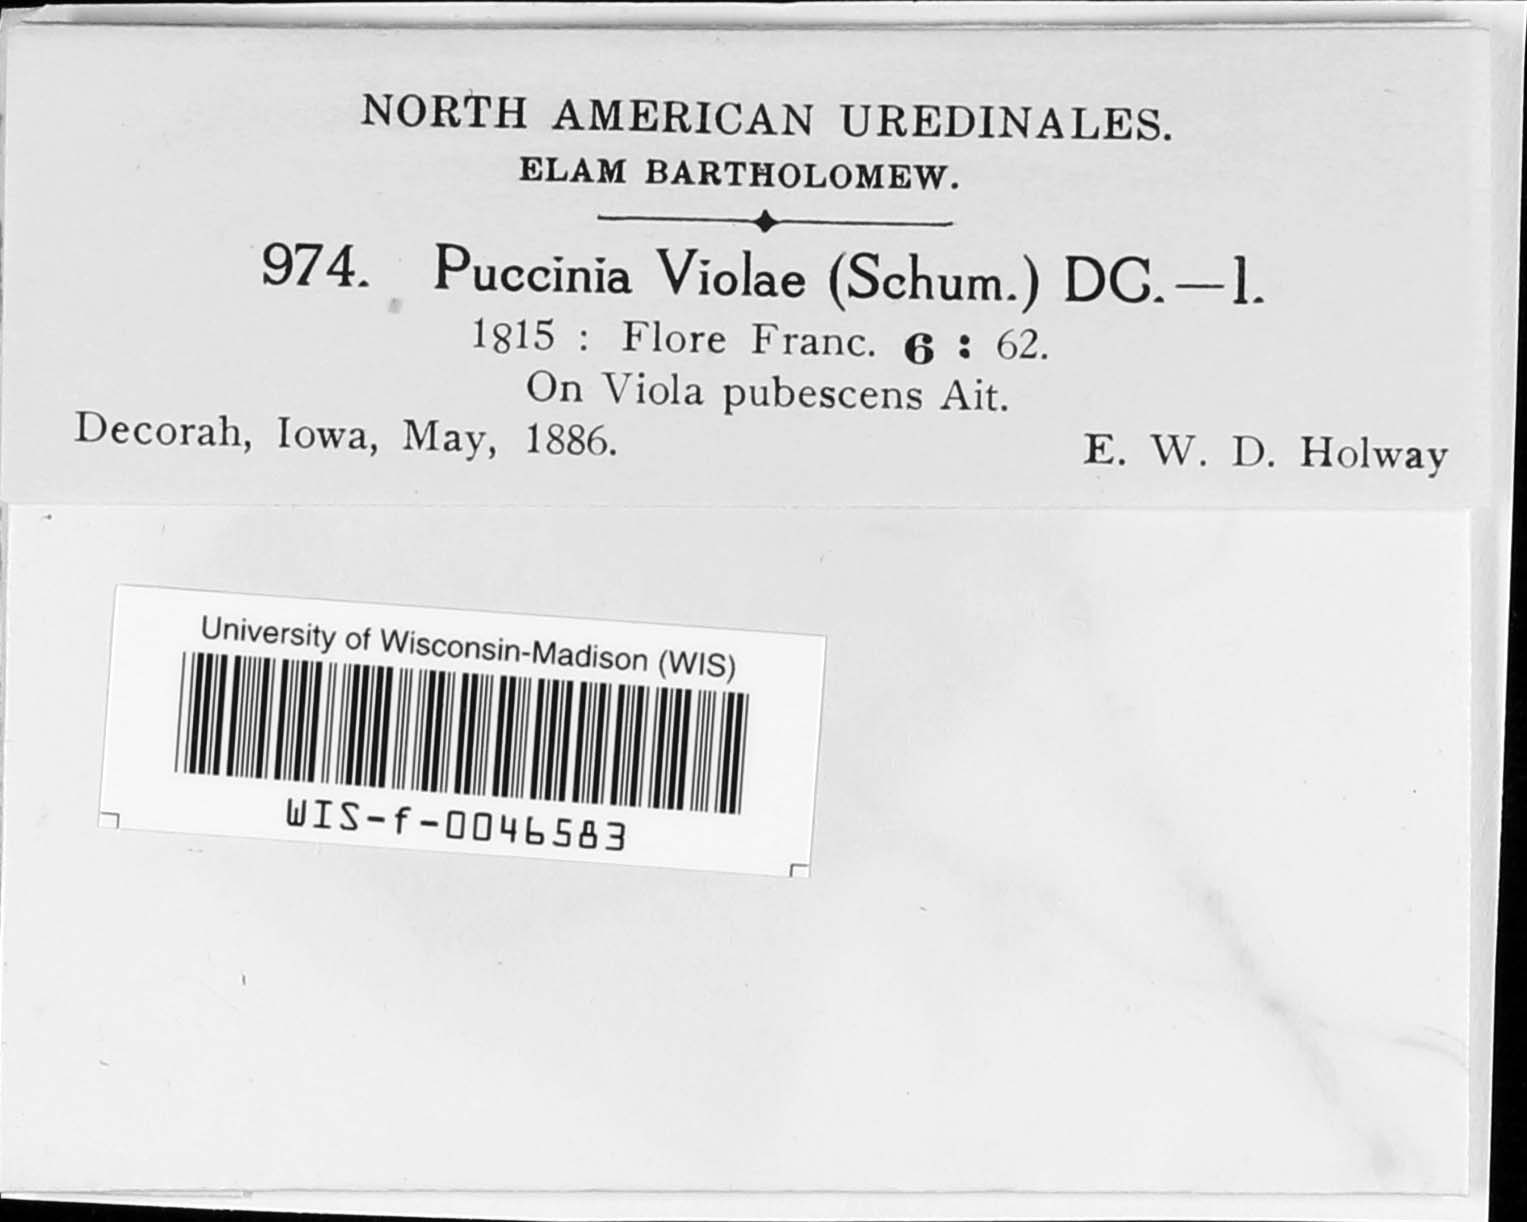 NORTH AMERICAN UREDINALES.
ELAM BARTHOLOMEW.
974. Puccinia Violae (Schum.) DC.—1.
1815 : Flore Franc. 6 : 62.
On Viola pubescens Ait.
Decorah, Iowa, May, 1886. E. W. D. Holway
University of Wisconsin-Madison (WIS)
WIS-f-0046583